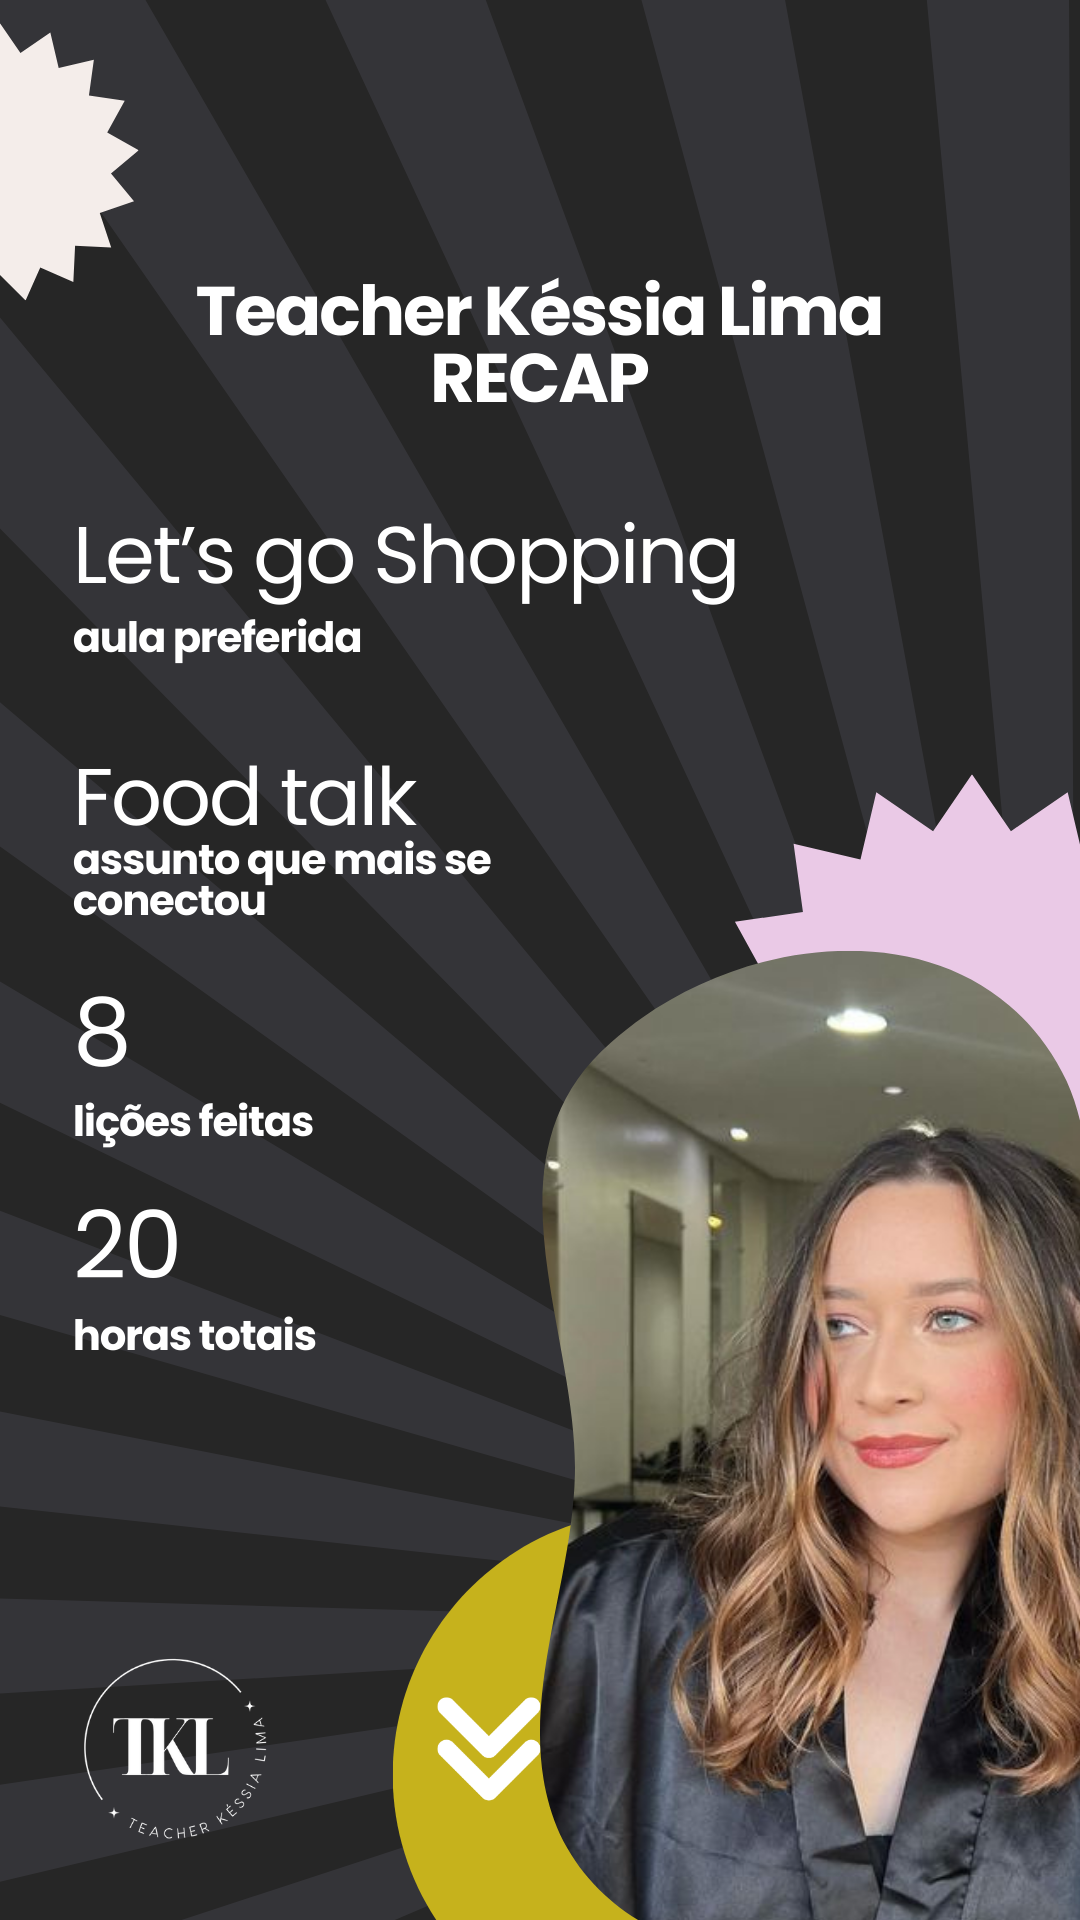 Teacher Késsia Lima
RECAP
Let’s go Shopping
aula preferida
Food talk
assunto que mais se
conectou
8
lições feitas
20
horas totais
TKL
TEACHER KÉSSIA LIMA